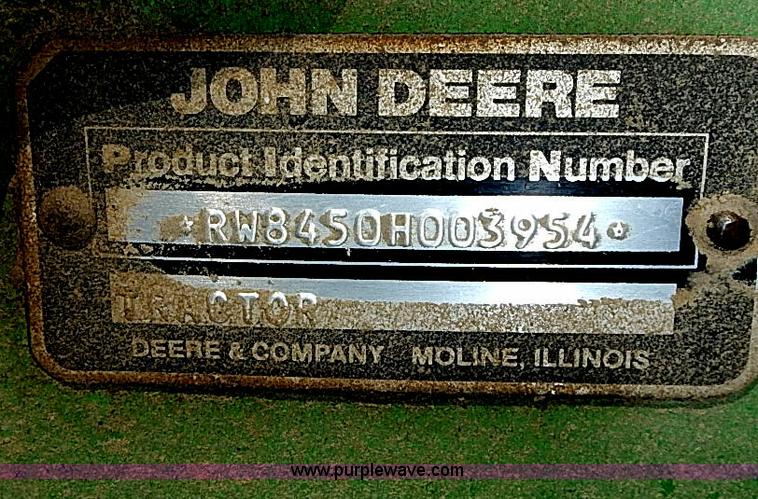 JOHN DEERE
Product Identification Number
*RW8450H003954*
TRACTOR
DEERE & COMPANY MOLINE, ILLINOIS
www.purplewave.com